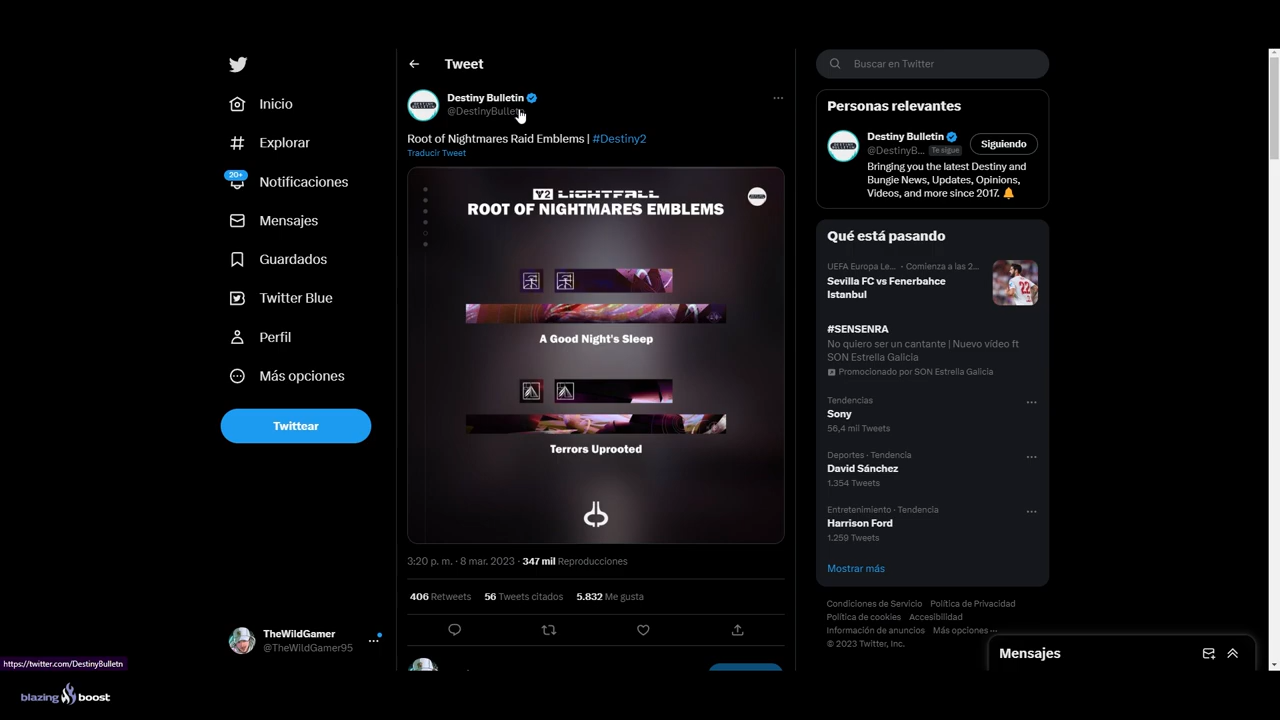 Inicio
Explorar
20+
Notificaciones
Mensajes
Guardados
Twitter Blue
Perfil
Más opciones
Twittear
TheWildGamer
@TheWildGamer95
https://twitter.com/DestinyBulletn
blazing boost
Tweet
Destiny Bulletin
@DestinyBulletn
Root of Nightmares Raid Emblems | #Destiny2
Traducir Tweet
LIGHTFALL
ROOT OF NIGHTMARES EMBLEMS
A Good Night's Sleep
Terrors Uprooted
3:20 p. m. · 8 mar. 2023 · 347 mil Reproducciones
406 Retweets 56 Tweets citados 5.832 Me gusta
Buscar en Twitter
Personas relevantes
Destiny Bulletin
@DestinyB... Te sigue
Siguiendo
Bringing you the latest Destiny and
Bungie News, Updates, Opinions,
Videos, and more since 2017. 🔔
Qué está pasando
UEFA Europa Le... · Comienza a las 2...
Sevilla FC vs Fenerbahce
Istanbul
#SENSENRA
No quiero ser un cantante | Nuevo vídeo ft
SON Estrella Galicia
Promocionado por SON Estrella Galicia
Tendencias
Sony
56,4 mil Tweets
Deportes · Tendencia
David Sánchez
1.354 Tweets
Entretenimiento · Tendencia
Harrison Ford
1.259 Tweets
Mostrar más
Condiciones de Servicio Política de Privacidad
Política de cookies Accesibilidad
Información de anuncios Más opciones ···
© 2023 Twitter, Inc.
Mensajes